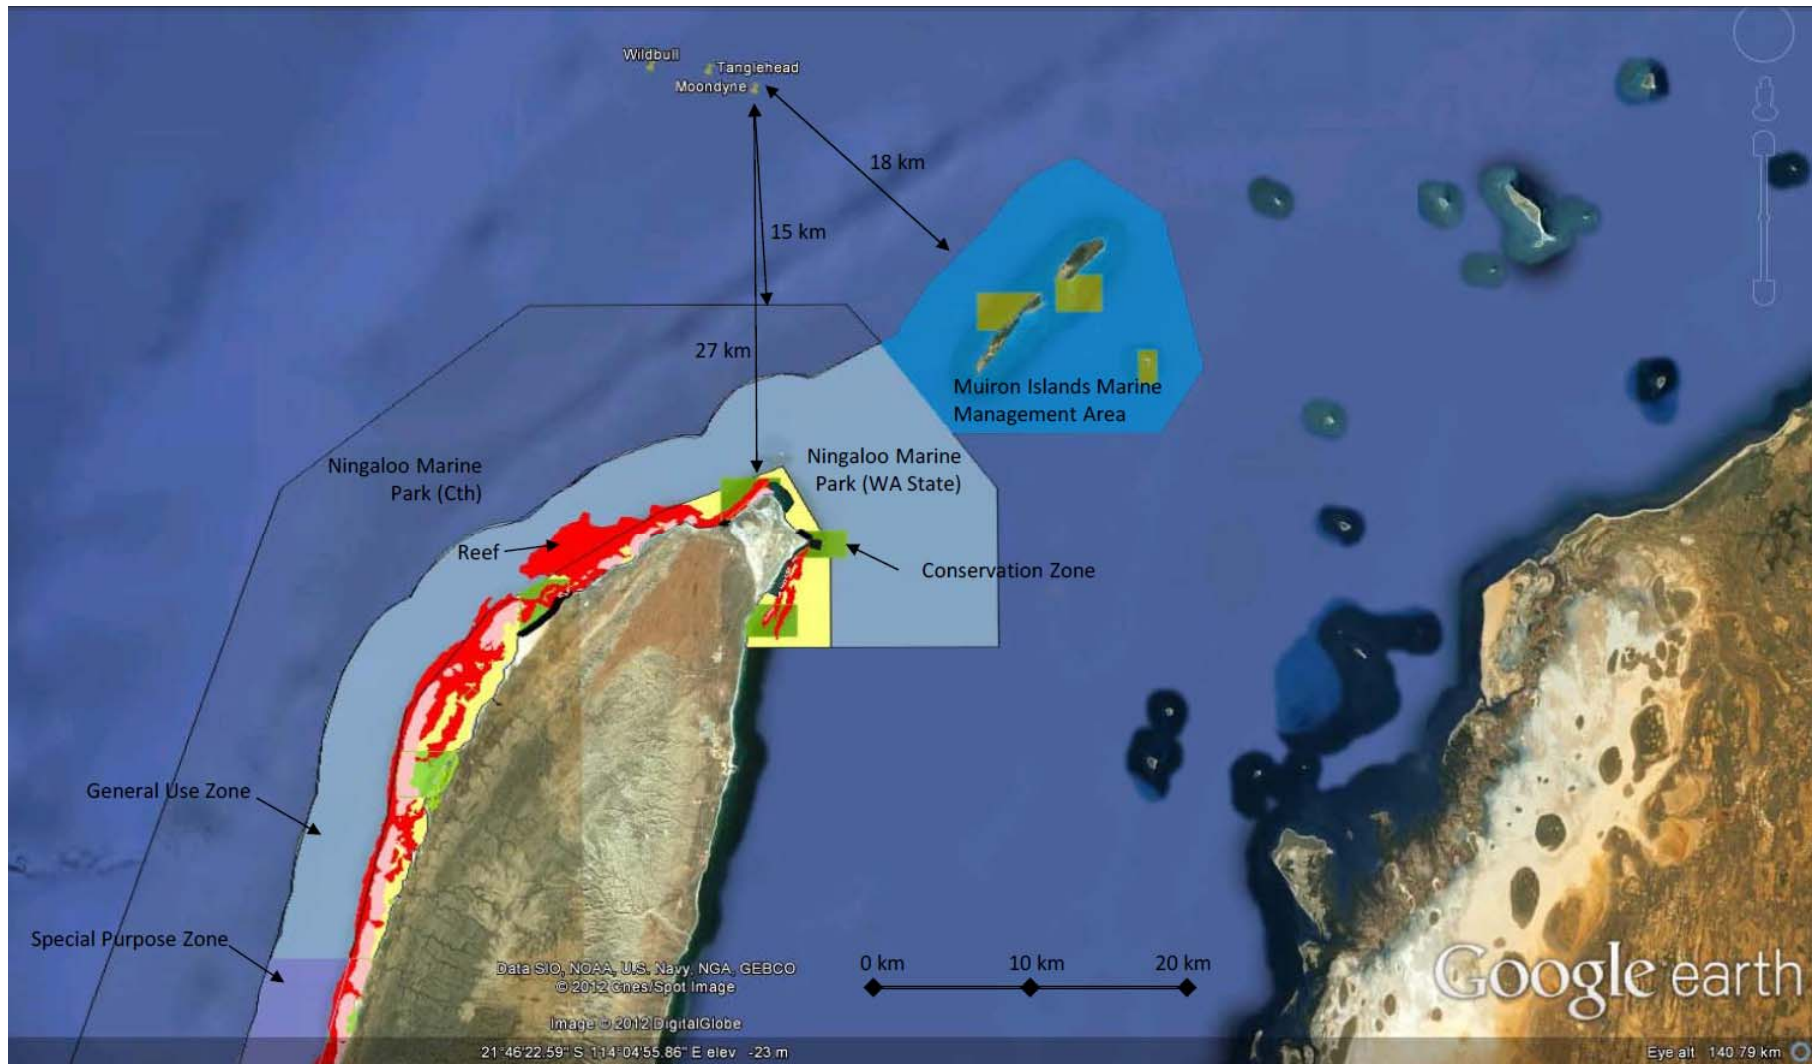 Wildbull
Tanglehead
Moondyne
18 km
15 km
27 km
Muiron Islands Marine
Management Area
Ningaloo Marine
Park (Cth)
Ningaloo Marine
Park (WA State)
Reef
Conservation Zone
General Use Zone
Special Purpose Zone
Data SIO, NOAA, U.S. Navy, NGA, GEBCO
© 2012 Cnes/Spot Image
Image © 2012 DigitalGlobe
0 km
10 km
20 km
Google earth
21°46'22.59" S 114°04'55.86" E elev -23 m
Eye alt 140.79 km